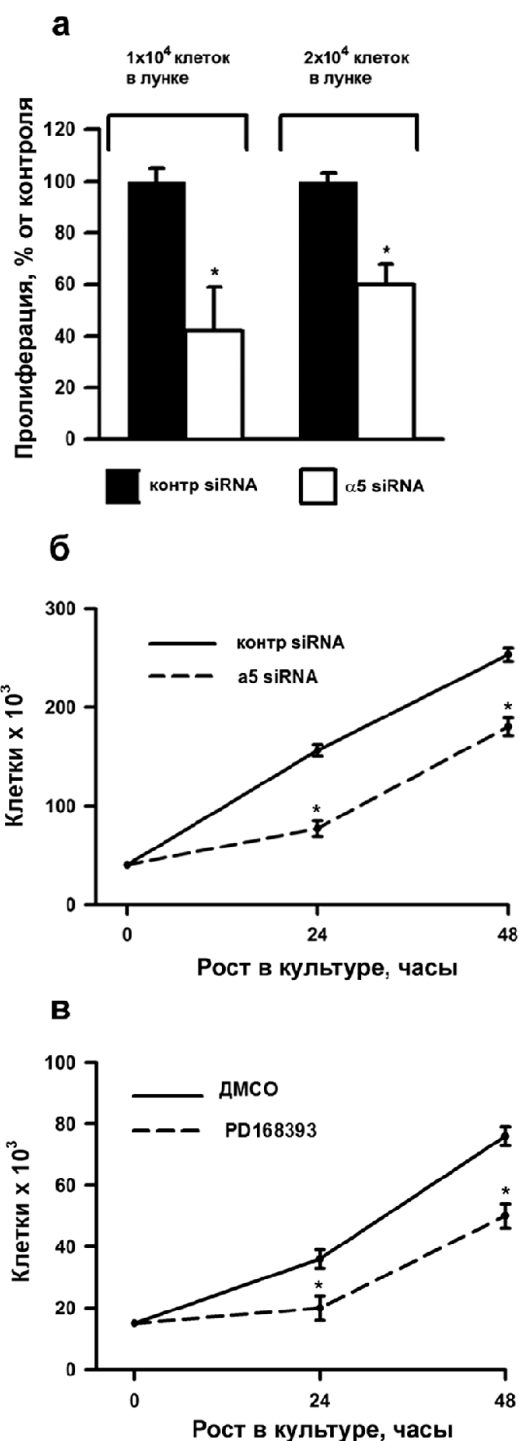 а
1x10⁴ клеток 2x10⁴ клеток
в лунке в лунке
Пролиферация, % от контроля
120
100
80
60
40
20
0
* *
контр siRNA α5 siRNA
б
Клетки x 10³
300
200
100
0
контр siRNA
a5 siRNA
* *
0 24 48
Рост в культуре, часы
в
Клетки x 10³
100
80
60
40
20
0
ДМСО
PD168393
* *
0 24 48
Рост в культуре, часы